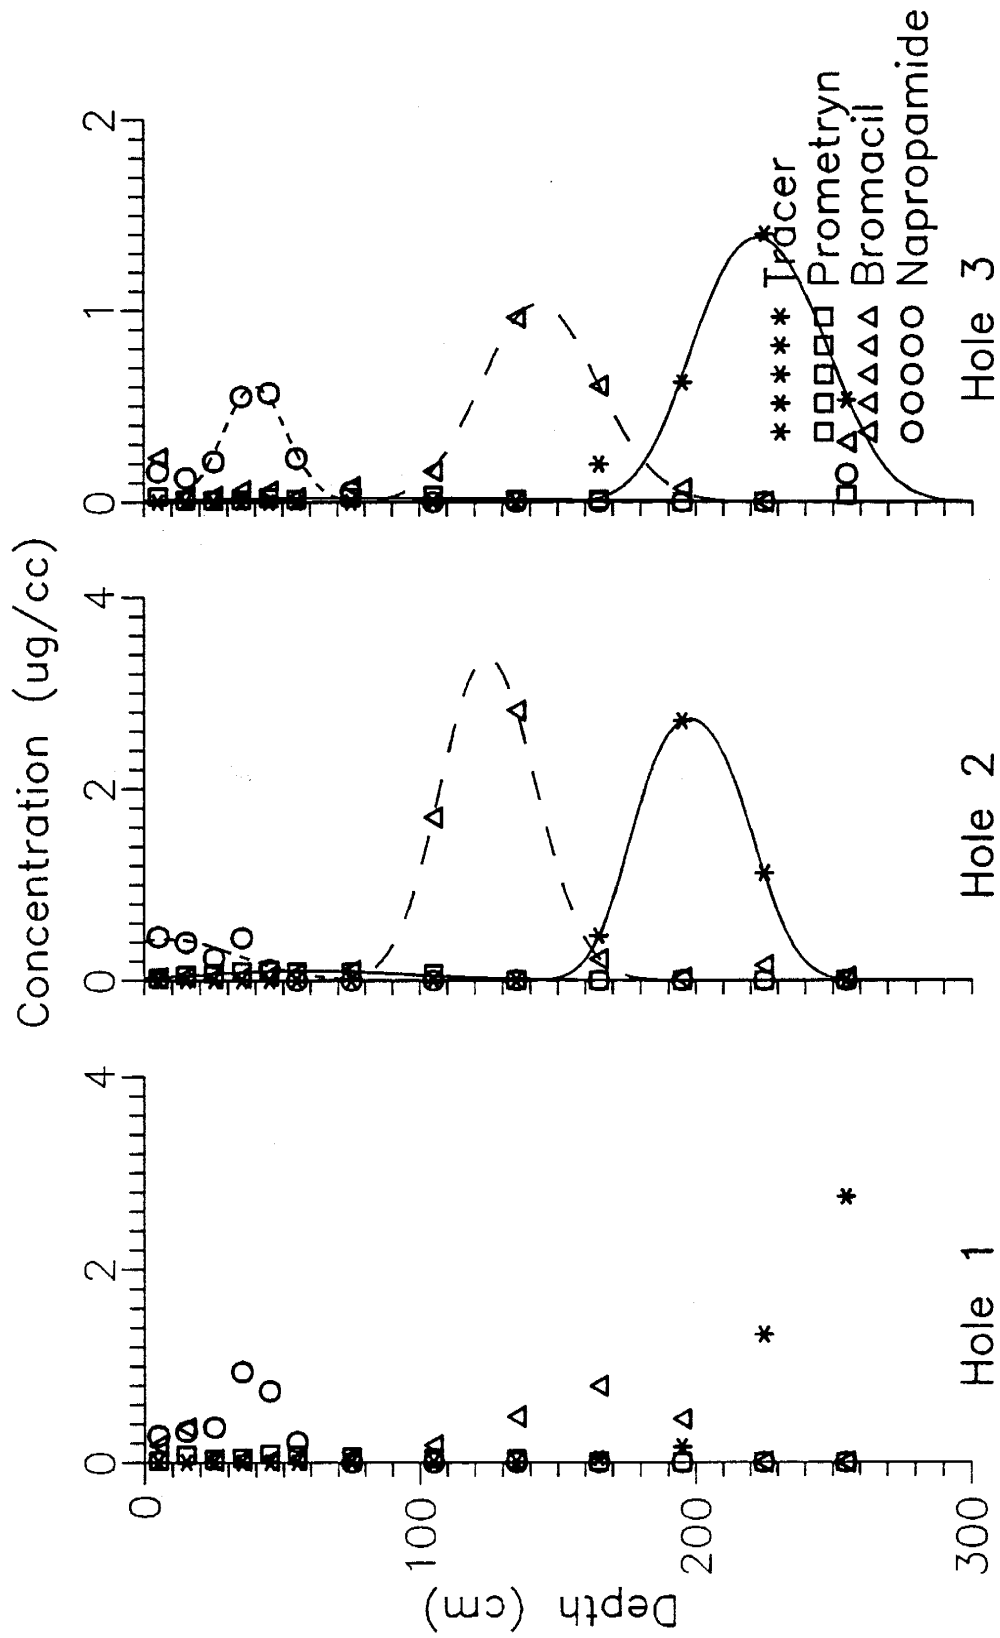 Concentration (ug/cc)
0 2 4
0 2 4
0 1 2
Depth (cm)
0
100
200
300
Tracer
Prometryn
Bromacil
Napropamide
Hole 1
Hole 2
Hole 3